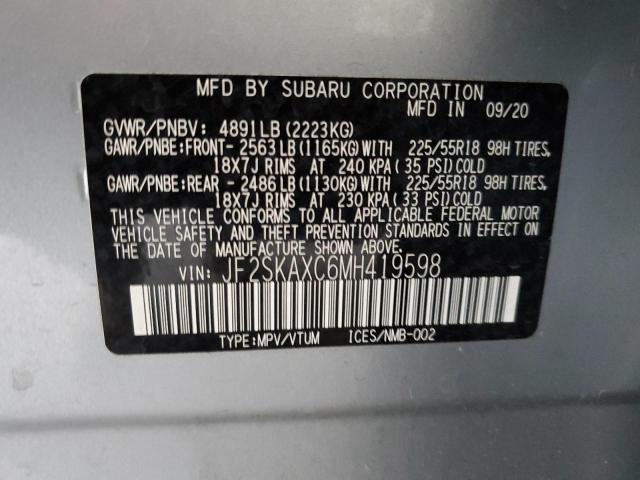 MFD BY SUBARU CORPORATION
MFD IN 09/20
GVWR/PNBV: 4891LB (2223KG)
GAWR/PNBE:FRONT- 2563 LB (1165KG) WITH 225/55R18 98H TIRES,
18X7J RIMS AT 240 KPA ( 35 PSI) COLD
GAWR/PNBE:REAR - 2486 LB (1130KG) WITH 225/55R18 98H TIRES,
18X7J RIMS AT 230 KPA ( 33 PSI) COLD
THIS VEHICLE CONFORMS TO ALL APPLICABLE FEDERAL MOTOR
VEHICLE SAFETY AND THEFT PREVENTION STANDARDS IN EFFECT
ON THE DATE OF MANUFACTURE SHOWN ABOVE.
VIN: JF2SKAXC6MH419598
TYPE:MPV/VTUM ICES/NMB-002